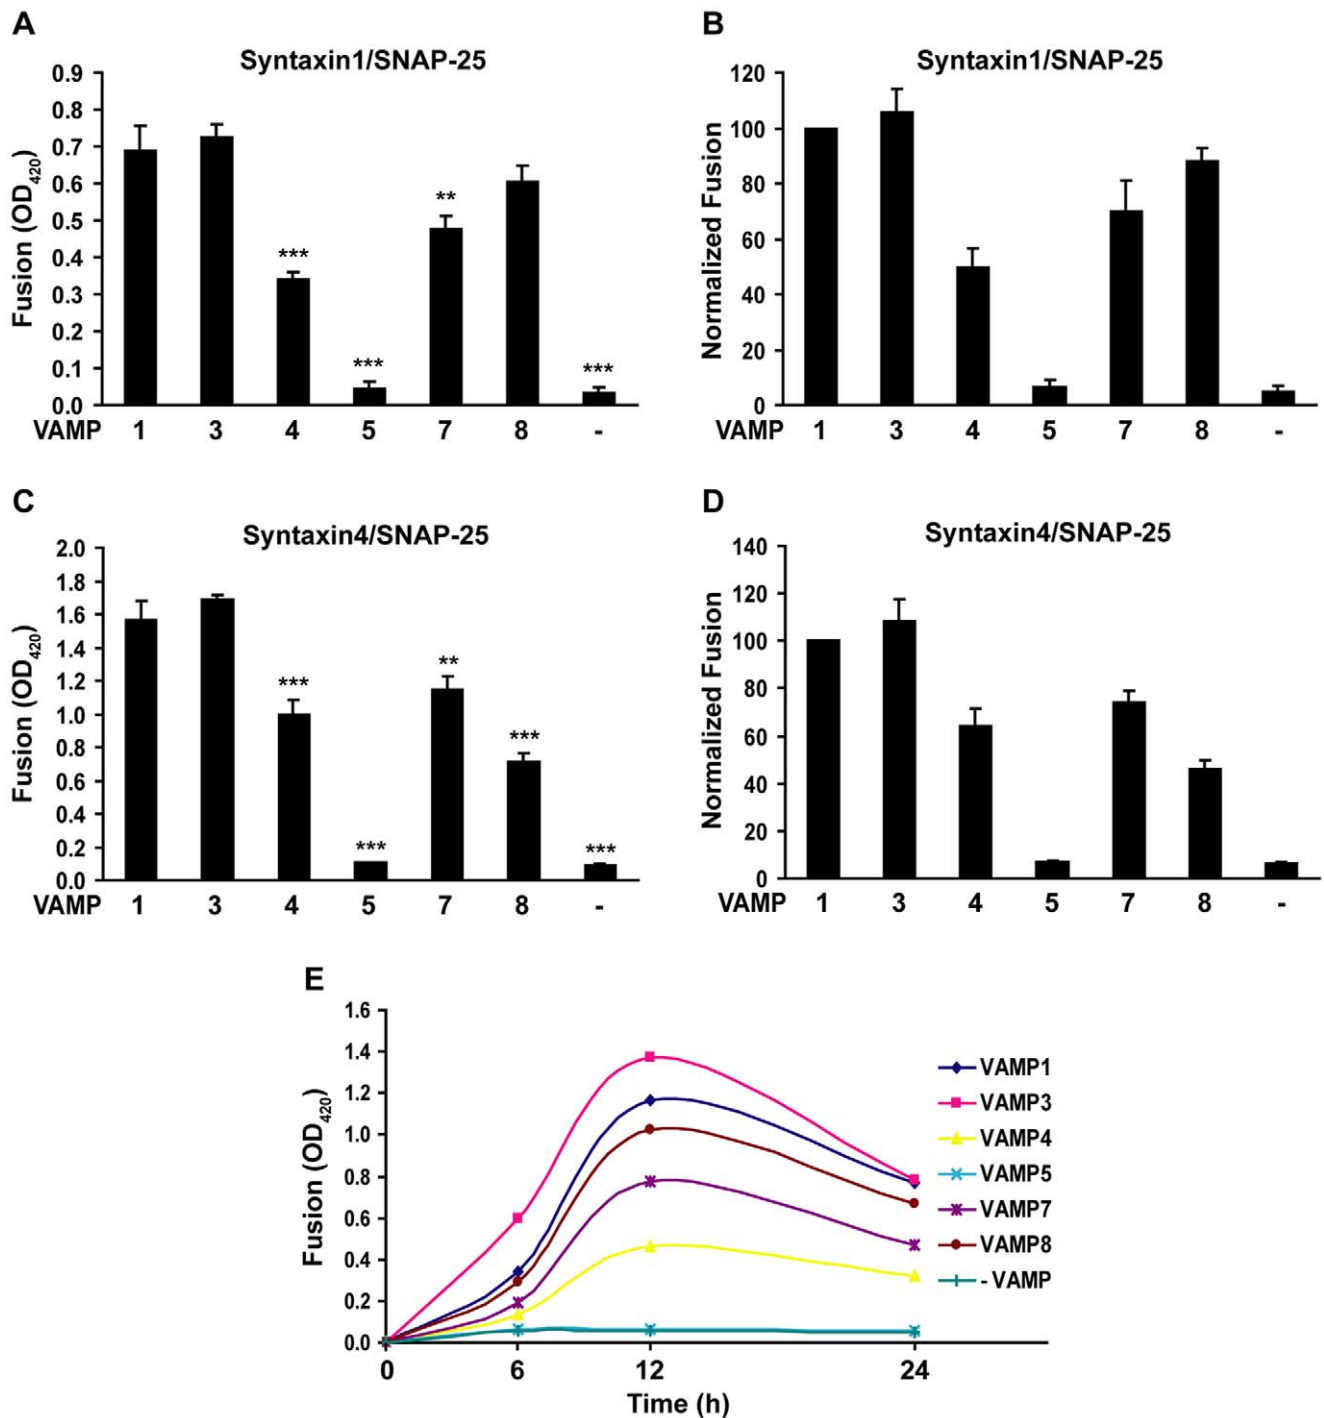 A
Syntaxin1/SNAP-25
Fusion (OD420)
0.9
0.8
0.7
0.6
0.5
0.4
0.3
0.2
0.1
0.0
***
***
**
***
VAMP 1 3 4 5 7 8 -
B
Syntaxin1/SNAP-25
Normalized Fusion
120
100
80
60
40
20
0
VAMP 1 3 4 5 7 8 -
C
Syntaxin4/SNAP-25
Fusion (OD420)
2.0
1.8
1.6
1.4
1.2
1.0
0.8
0.6
0.4
0.2
0.0
***
***
**
***
***
VAMP 1 3 4 5 7 8 -
D
Syntaxin4/SNAP-25
Normalized Fusion
140
120
100
80
60
40
20
0
VAMP 1 3 4 5 7 8 -
E
Fusion (OD420)
1.6
1.4
1.2
1.0
0.8
0.6
0.4
0.2
0.0
0 6 12 24
Time (h)
VAMP1
VAMP3
VAMP4
VAMP5
VAMP7
VAMP8
- VAMP